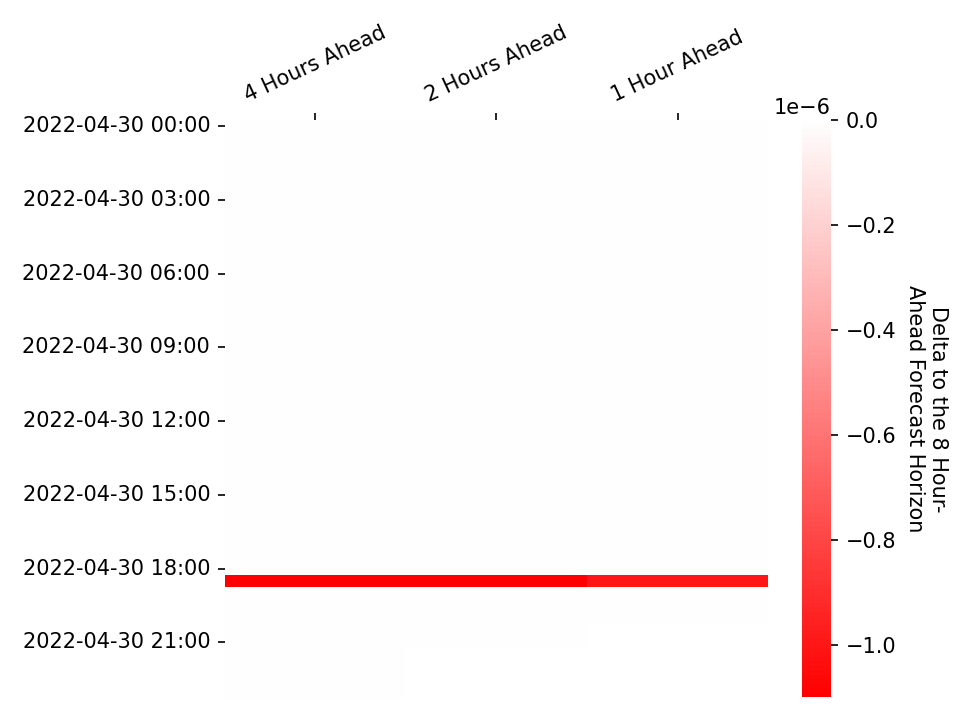 4 Hours Ahead
2 Hours Ahead
1 Hour Ahead
2022-04-30 00:00
2022-04-30 03:00
2022-04-30 06:00
2022-04-30 09:00
2022-04-30 12:00
2022-04-30 15:00
2022-04-30 18:00
2022-04-30 21:00
1e−6
0.0
−0.2
−0.4
−0.6
−0.8
−1.0
Delta to the 8 Hour-
Ahead Forecast Horizon